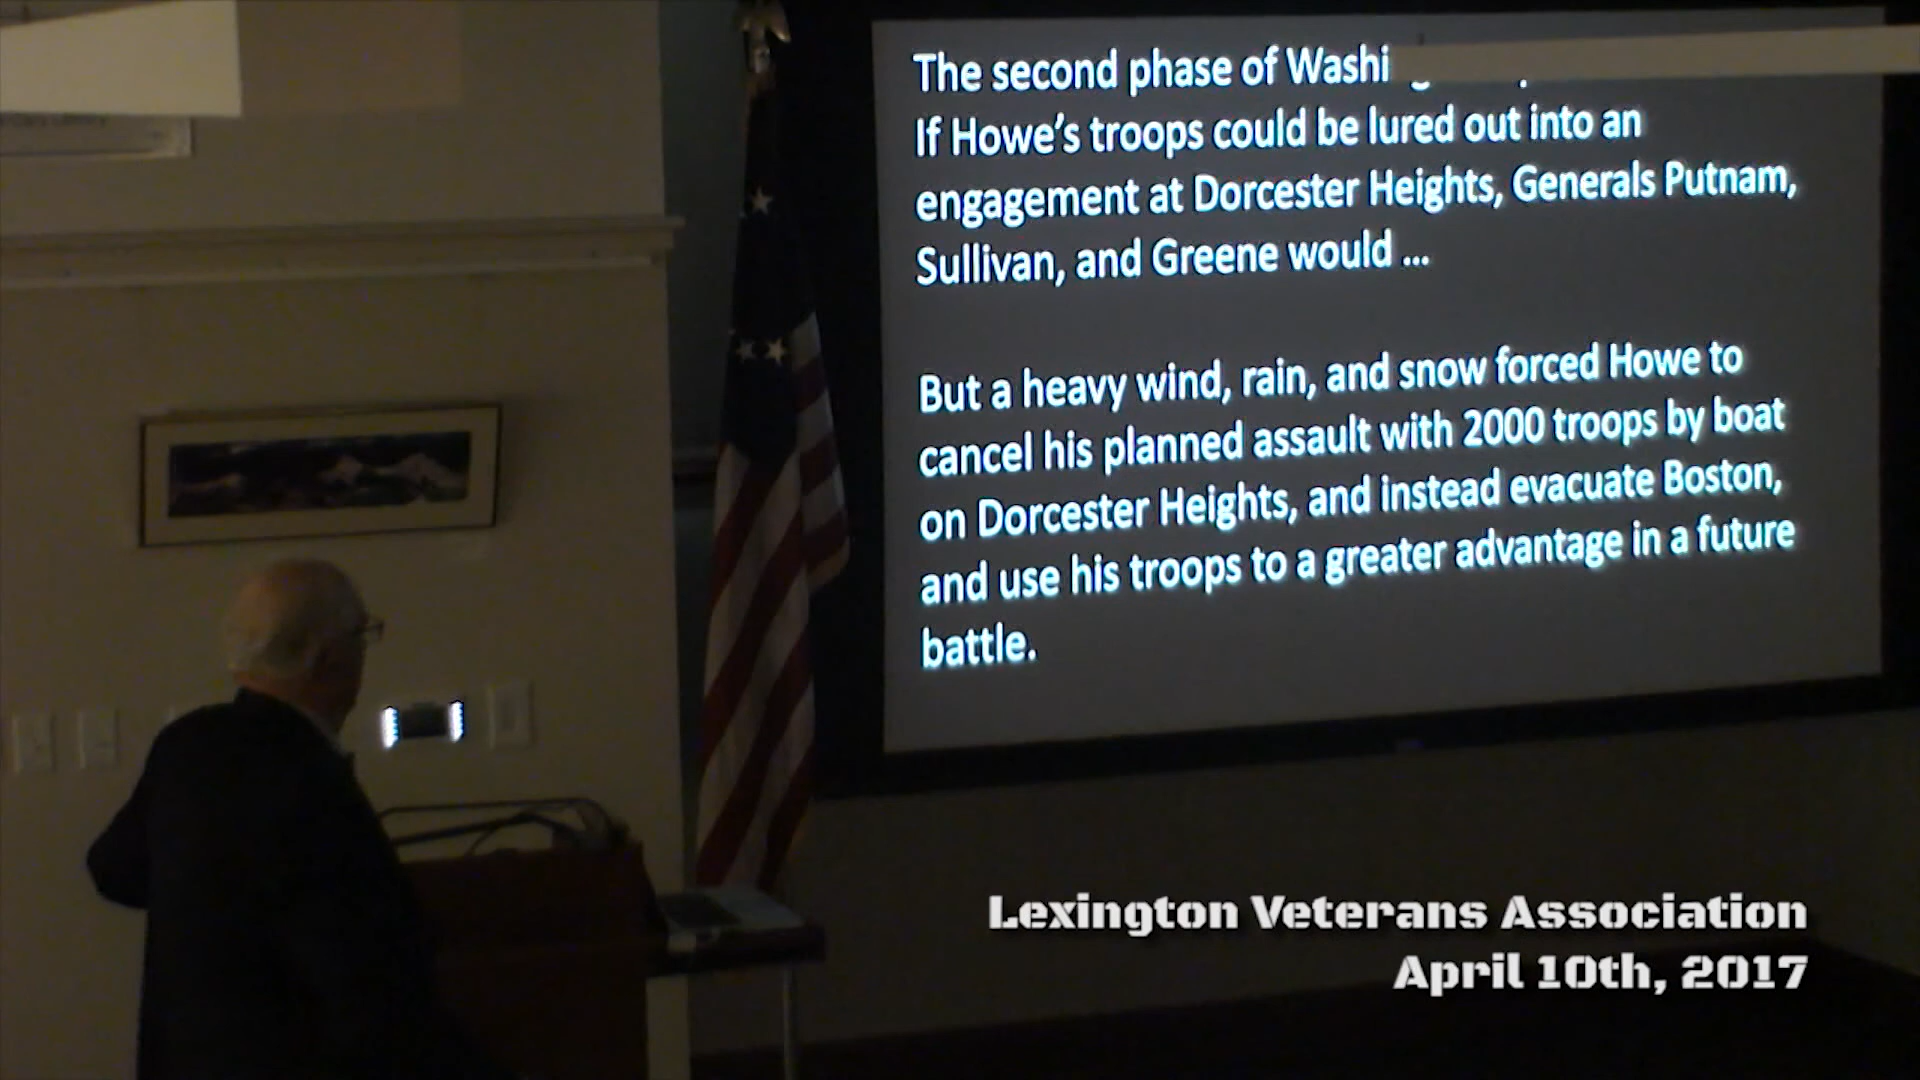 The second phase of Washi
If Howe's troops could be lured out into an
engagement at Dorcester Heights, Generals Putnam,
Sullivan, and Greene would ...
But a heavy wind, rain, and snow forced Howe to
cancel his planned assault with 2000 troops by boat
on Dorcester Heights, and instead evacuate Boston,
and use his troops to a greater advantage in a future
battle.
Lexington Veterans Association
April 10th, 2017